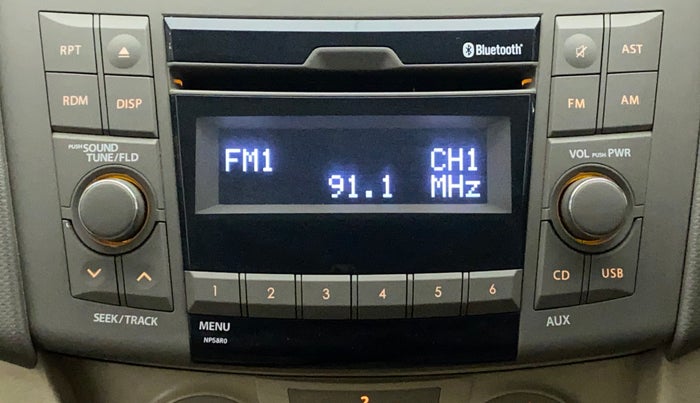 RPT
Bluetooth
AST
RDM
DISP
FM
AM
PUSH SOUND
TUNE/FLD
VOL PUSH PWR
FM1 CH1
91.1 MHz
CD
USB
1 2 3 4 5 6
SEEK/TRACK
MENU
AUX
NP58R0